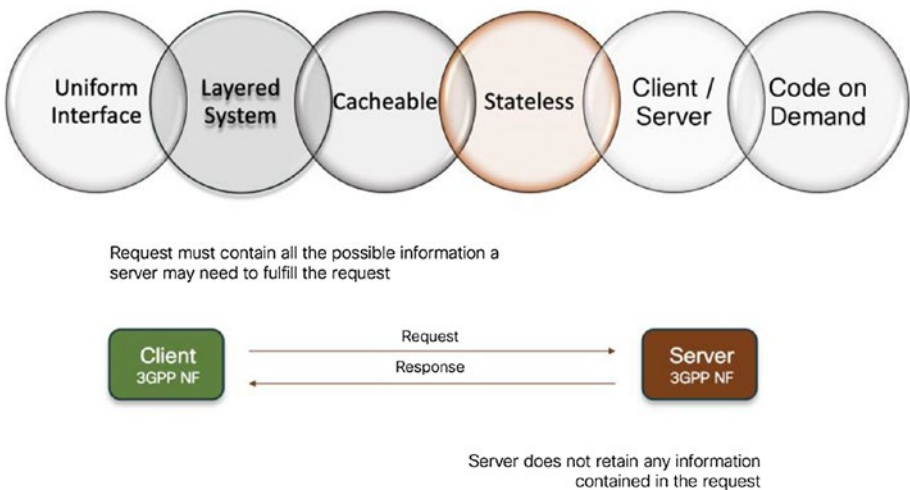 Uniform
Interface
Layered
System
Cacheable
Stateless
Client /
Server
Code on
Demand
Request must contain all the possible information a
server may need to fulfill the request
Client
3GPP NF
Request
Response
Server
3GPP NF
Server does not retain any information
contained in the request